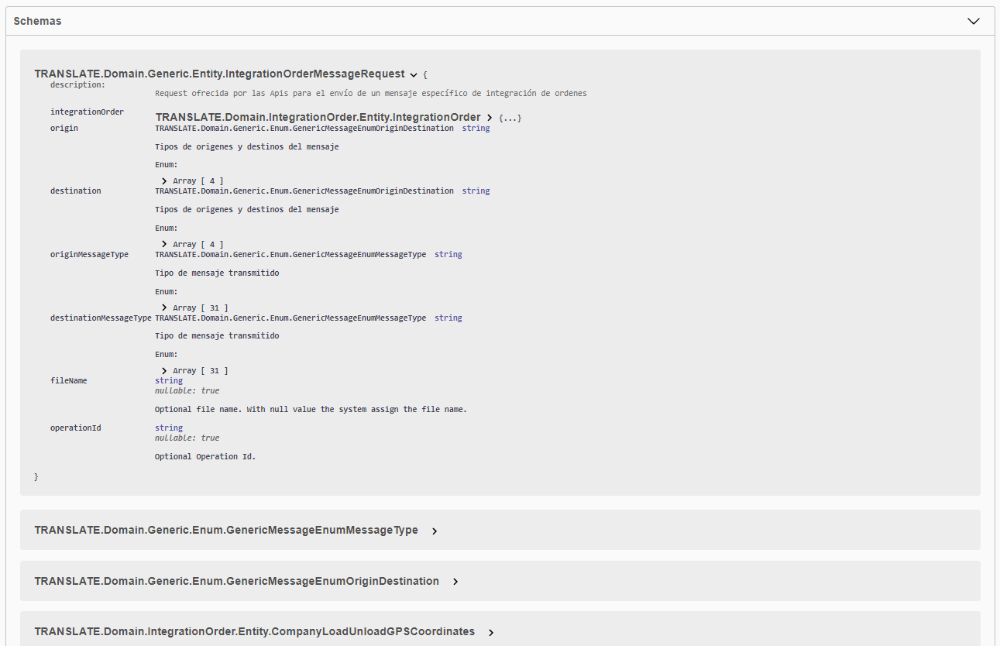 Schemas
TRANSLATE.Domain.Generic.Entity.IntegrationOrderMessageRequest {
description:
Request ofrecida por las Apis para el envío de un mensaje específico de integración de ordenes
integrationOrder TRANSLATE.Domain.IntegrationOrder.Entity.IntegrationOrder {...}
origin TRANSLATE.Domain.Generic.Enum.GenericMessageEnumOriginDestination string
Tipos de origenes y destinos del mensaje
Enum:
Array [ 4 ]
destination TRANSLATE.Domain.Generic.Enum.GenericMessageEnumOriginDestination string
Tipos de origenes y destinos del mensaje
Enum:
Array [ 4 ]
originMessageType TRANSLATE.Domain.Generic.Enum.GenericMessageEnumMessageType string
Tipo de mensaje transmitido
Enum:
Array [ 31 ]
destinationMessageType TRANSLATE.Domain.Generic.Enum.GenericMessageEnumMessageType string
Tipo de mensaje transmitido
Enum:
Array [ 31 ]
fileName string
nullable: true
Optional file name. With null value the system assign the file name.
operationId string
nullable: true
Optional Operation Id.
}
TRANSLATE.Domain.Generic.Enum.GenericMessageEnumMessageType
TRANSLATE.Domain.Generic.Enum.GenericMessageEnumOriginDestination
TRANSLATE.Domain.IntegrationOrder.Entity.CompanyLoadUnloadGPSCoordinates